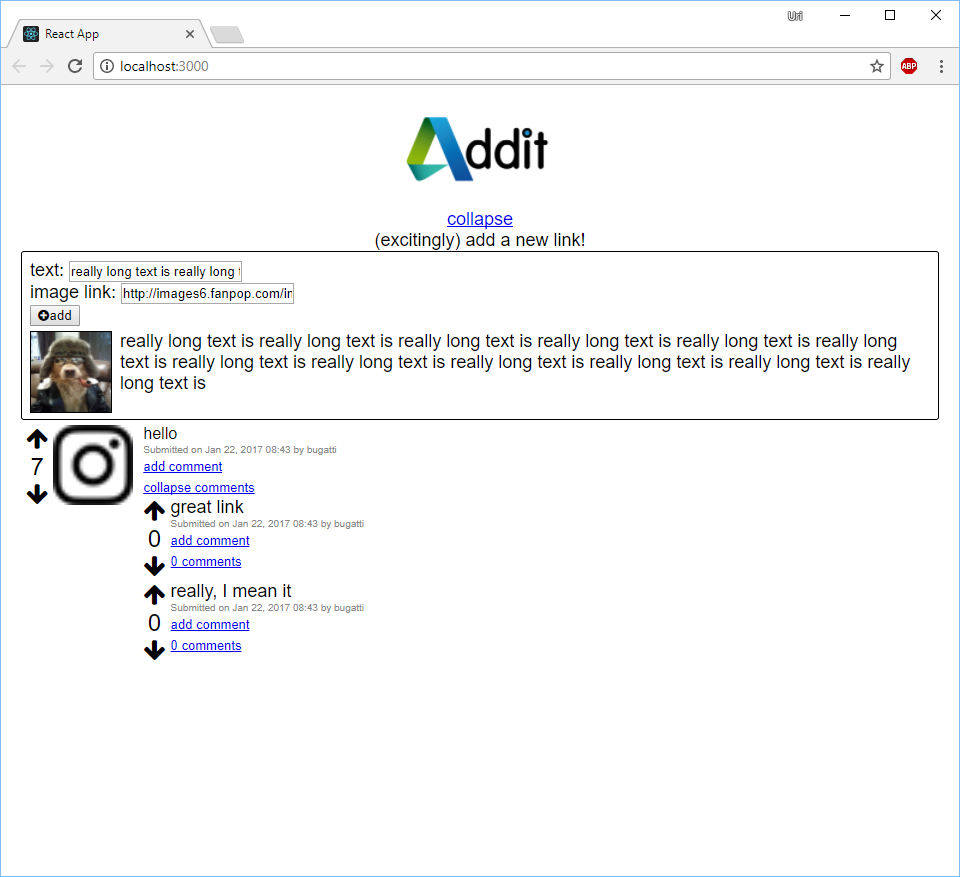 Uri
React App
localhost:3000
ABP
Addit
collapse
(excitingly) add a new link!
text: really long text is really long
image link: http://images6.fanpop.com/
add
really long text is really long text is really long text is really long text is really long text is really long
text is really long text is really long text is really long text is really long text is really long text is really
long text is
hello
Submitted on Jan 22, 2017 08:43 by bugatti
7
add comment
collapse comments
great link
Submitted on Jan 22, 2017 08:43 by bugatti
0
add comment
0 comments
really, I mean it
Submitted on Jan 22, 2017 08:43 by bugatti
0
add comment
0 comments